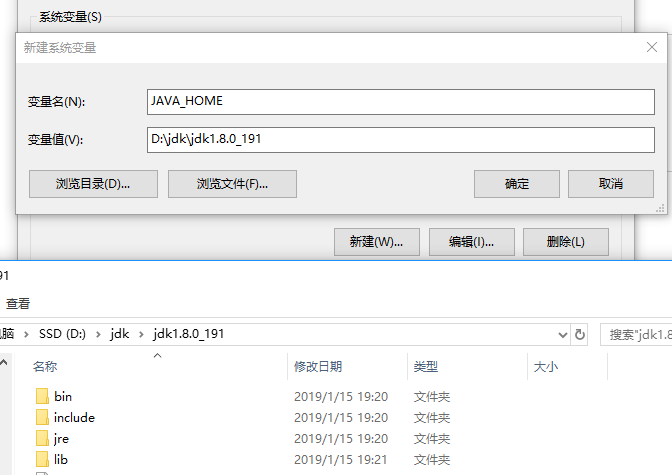 系统变量(S)
新建系统变量
变量名(N): JAVA_HOME
变量值(V): D:\jdk\jdk1.8.0_191
浏览目录(D)... 浏览文件(F)... 确定 取消
新建(W)... 编辑(I)... 删除(L)
91
查看
脑 SSD (D:) jdk jdk1.8.0_191 搜索"jdk1.8
名称 修改日期 类型 大小
bin 2019/1/15 19:20 文件夹
include 2019/1/15 19:20 文件夹
jre 2019/1/15 19:20 文件夹
lib 2019/1/15 19:21 文件夹